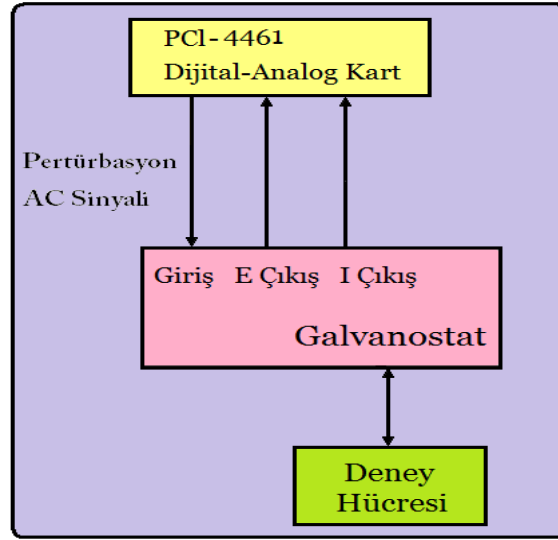 PCl-4461
Dijital-Analog Kart
Pertürbasyon
AC Sinyali
Giriş E Çıkış I Çıkış
Galvanostat
Deney
Hücresi